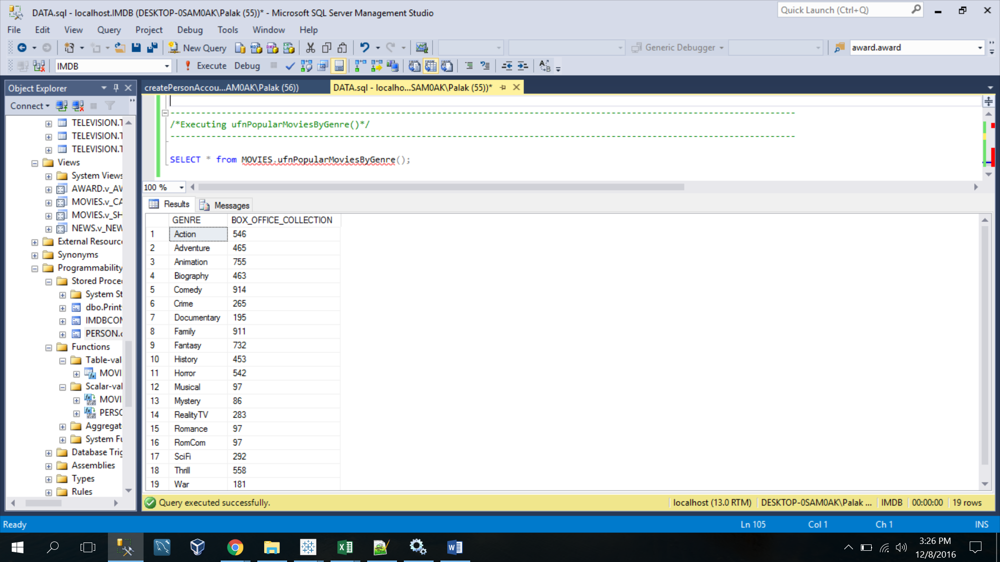 DATA.sql - localhost.IMDB (DESKTOP-0SAM0AK\Palak (55))* - Microsoft SQL Server Management Studio
Quick Launch (Ctrl+Q)
File Edit View Query Project Debug Tools Window Help
New Query
Generic Debugger
award.award
IMDB
Execute Debug
Object Explorer
Connect
TELEVISION.T
TELEVISION.T
TELEVISION.T
Views
System Views
AWARD.v_AW
MOVIES.v_CA
MOVIES.v_SH
NEWS.v_NEW
External Resource
Synonyms
Programmability
Stored Proce
System St
dbo.Print
IMDBCOM
PERSON.c
Functions
Table-val
MOVI
Scalar-val
MOVI
PERSO
Aggregat
System Fu
Database Trig
Assemblies
Types
Rules
createPersonAccou...AM0AK\Palak (56))
DATA.sql - localho...SAM0AK\Palak (55))*
/*Executing ufnPopularMoviesByGenre()*/
SELECT * from MOVIES.ufnPopularMoviesByGenre();
100 %
Results Messages
GENRE BOX_OFFICE_COLLECTION
1 Action 546
2 Adventure 465
3 Animation 755
4 Biography 463
5 Comedy 914
6 Crime 265
7 Documentary 195
8 Family 911
9 Fantasy 732
10 History 453
11 Horror 542
12 Musical 97
13 Mystery 86
14 RealityTV 283
15 Romance 97
16 RomCom 97
17 SciFi 292
18 Thrill 558
19 War 181
Query executed successfully.
localhost (13.0 RTM) DESKTOP-0SAM0AK\Palak ... IMDB 00:00:00 19 rows
Ready
Ln 105 Col 1 Ch 1 INS
3:26 PM
12/8/2016